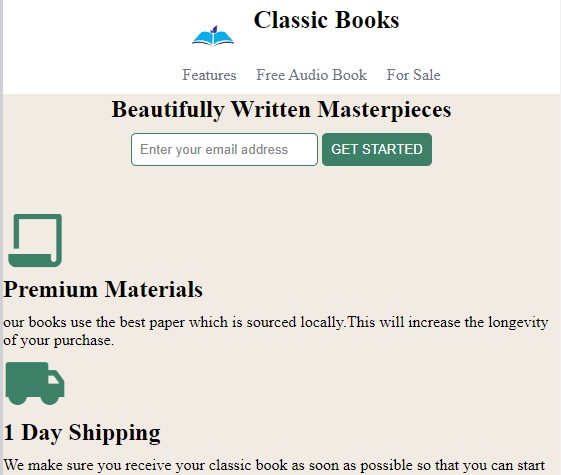 Classic Books
Features Free Audio Book For Sale
Beautifully Written Masterpieces
Enter your email address GET STARTED
Premium Materials
our books use the best paper which is sourced locally.This will increase the longevity
of your purchase.
1 Day Shipping
We make sure you receive your classic book as soon as possible so that you can start